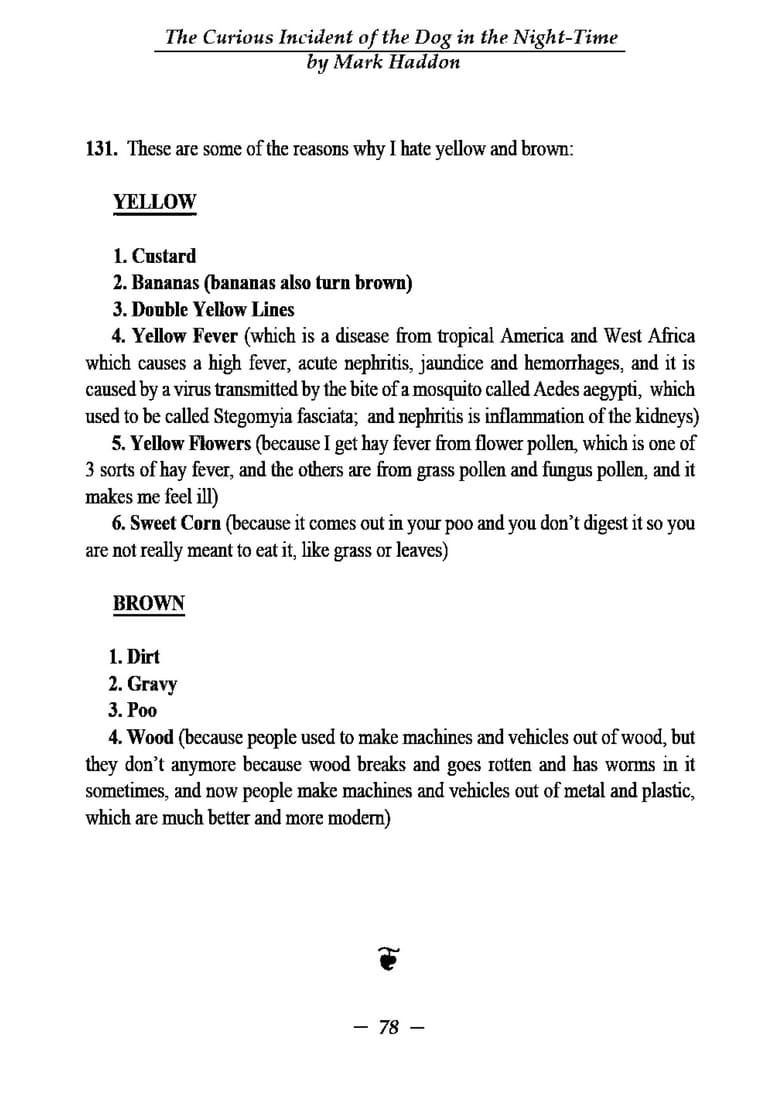 The Curious Incident of the Dog in the Night-Time
by Mark Haddon
131. These are some of the reasons why I hate yellow and brown:
YELLOW
1. Custard
2. Bananas (bananas also turn brown)
3. Double Yellow Lines
4. Yellow Fever (which is a disease from tropical America and West Africa
which causes a high fever, acute nephritis, jaundice and hemorrhages, and it is
caused by a virus transmitted by the bite of a mosquito called Aedes aegypti, which
used to be called Stegomyia fasciata; and nephritis is inflammation of the kidneys)
5. Yellow Flowers (because I get hay fever from flower pollen, which is one of
3 sorts of hay fever, and the others are from grass pollen and fungus pollen, and it
makes me feel ill)
6. Sweet Corn (because it comes out in your poo and you don't digest it so you
are not really meant to eat it, like grass or leaves)
BROWN
1. Dirt
2. Gravy
3. Poo
4. Wood (because people used to make machines and vehicles out of wood, but
they don't anymore because wood breaks and goes rotten and has worms in it
sometimes, and now people make machines and vehicles out of metal and plastic,
which are much better and more modern)
— 78 —